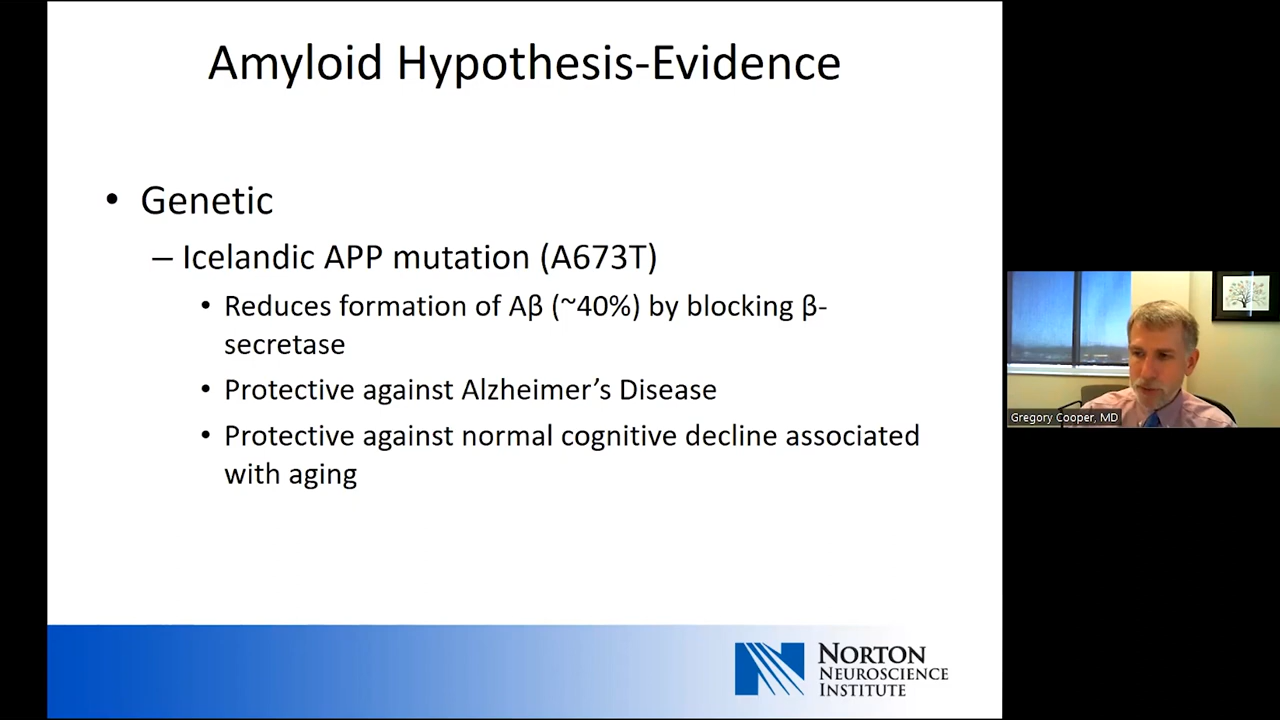 Amyloid Hypothesis-Evidence
• Genetic
– Icelandic APP mutation (A673T)
• Reduces formation of Aβ (~40%) by blocking β-
secretase
• Protective against Alzheimer’s Disease
• Protective against normal cognitive decline associated
with aging
Gregory Cooper, MD
NORTON
NEUROSCIENCE
INSTITUTE